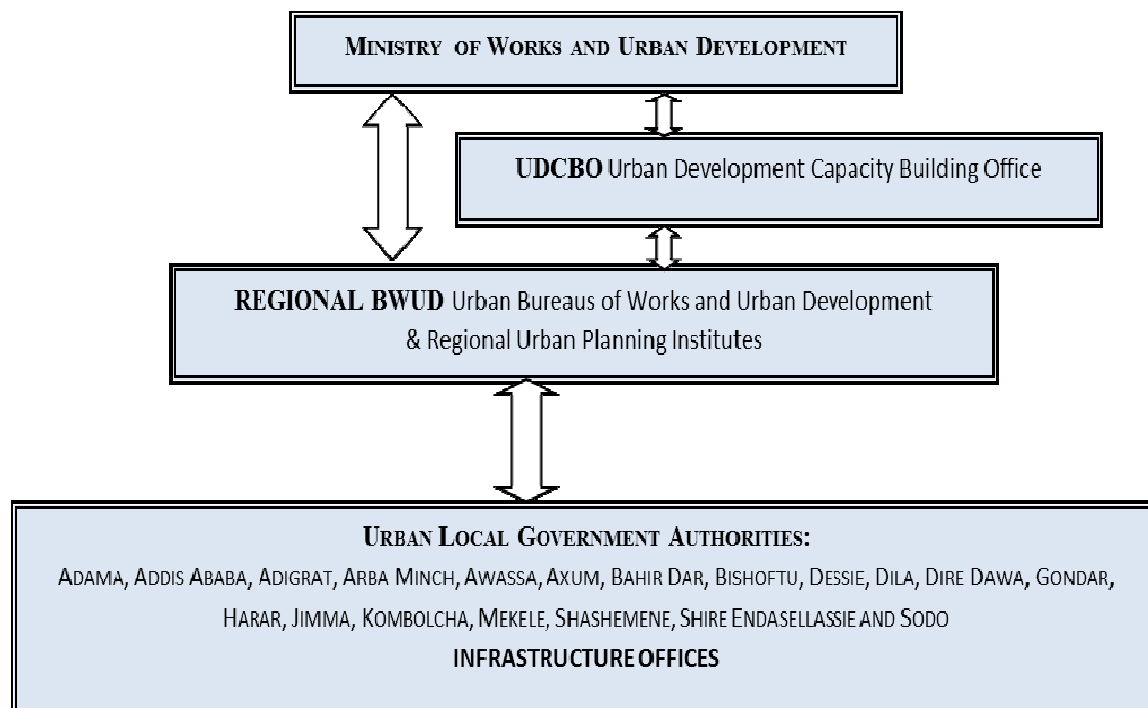 MINISTRY OF WORKS AND URBAN DEVELOPMENT
UDCBO Urban Development Capacity Building Office
REGIONAL BWUD Urban Bureaus of Works and Urban Development
& Regional Urban Planning Institutes
URBAN LOCAL GOVERNMENT AUTHORITIES:
ADAMA, ADDIS ABABA, ADIGRAT, ARBA MINCH, AWASSA, AXUM, BAHIR DAR, BISHOFTU, DESSIE, DILA, DIRE DAWA, GONDAR,
HARAR, JIMMA, KOMBOLCHA, MEKELE, SHASHEMENE, SHIRE ENDASELLASSIE AND SODO
INFRASTRUCTURE OFFICES